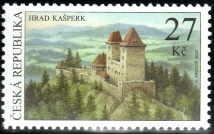 HRAD KAŠPERK
27
Kč
ČESKÁ REPUBLIKA